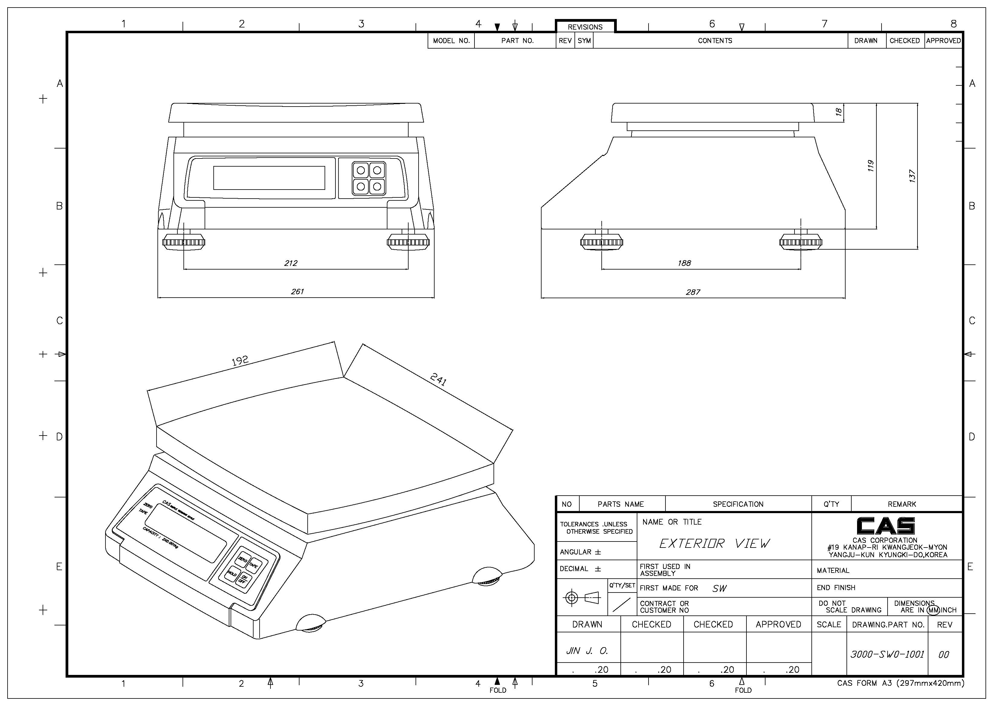 1 2 3 4 6 7 8
REVISIONS
MODEL NO. PART NO. REV SYM CONTENTS DRAWN CHECKED APPROVED
A A
18
119
137
B B
212
188
261
287
C C
192
241
D D
ZERO
TAPE
CAS SIMPLE WEIGHING SCALE
CAPACITY : 2X0.001kg
ZERO TAPE
HOLD ON
OFF
E E
NO PARTS NAME SPECIFICATION Q'TY REMARK
TOLERANCES .UNLESS
OTHERWISE SPECIFIED
ANGULAR ±
DECIMAL ±
Q'TY/SET
NAME OR TITLE
EXTERIOR VIEW
FIRST USED IN
ASSEMBLY
FIRST MADE FOR SW
CONTRACT OR
CUSTOMER NO
CAS
CAS CORPORATION
#19 KANAP-RI KWANGJEOK-MYON
YANGJU-KUN KYUNGKI-DO,KOREA
MATERIAL
END FINISH
DO NOT
SCALE DRAWING
DIMENSIONS
ARE IN MM.INCH
DRAWN CHECKED CHECKED APPROVED SCALE DRAWING.PART NO. REV
JIN J. O. 3000-SW0-1001 00
. .20 . .20 . .20 . .20
1 2 3 4 5 6
FOLD FOLD
CAS FORM A3 (297mmx420mm)